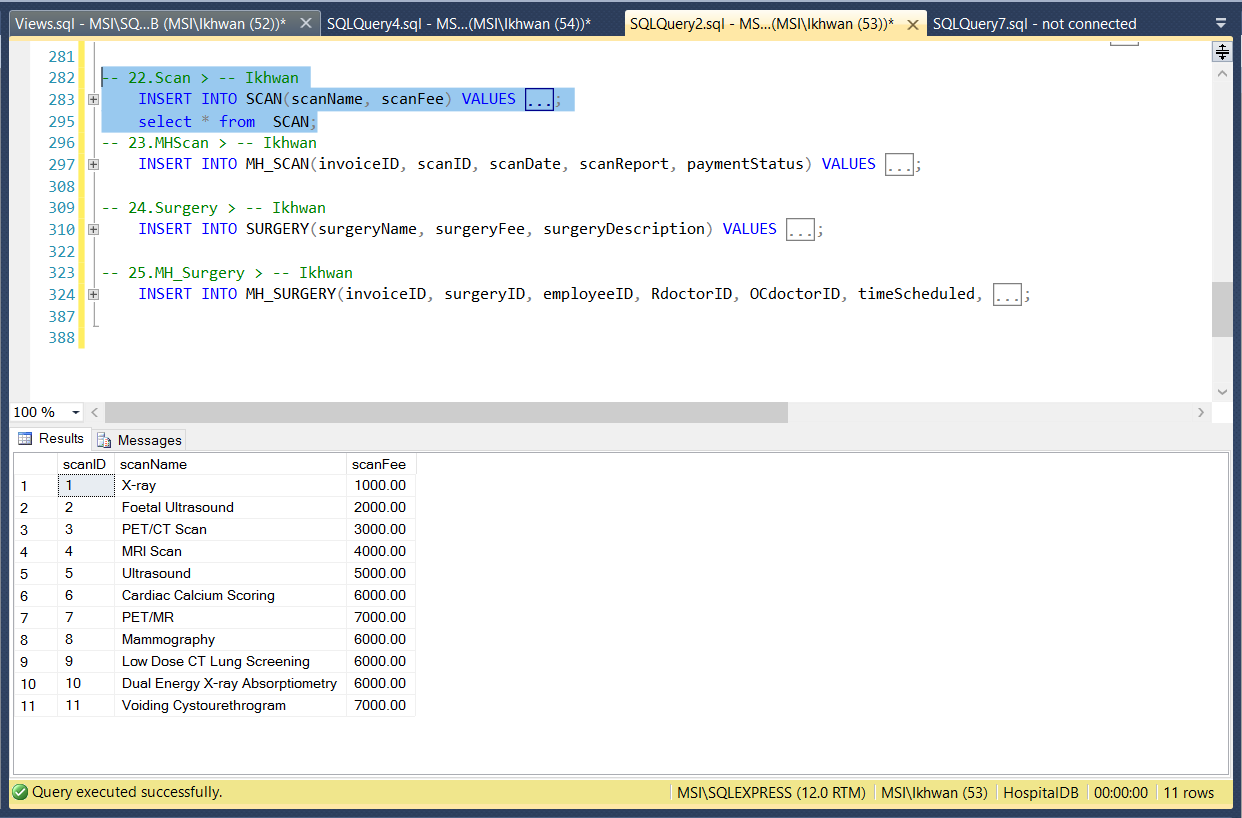 Views.sql - MSI\SQ...B (MSI\Ikhwan (52))* SQLQuery4.sql - MS...(MSI\Ikhwan (54))* SQLQuery2.sql - MS...(MSI\Ikhwan (53))* SQLQuery7.sql - not connected
281
282 -- 22.Scan > -- Ikhwan
283 INSERT INTO SCAN(scanName, scanFee) VALUES ...;
295 select * from SCAN;
296 -- 23.MHScan > -- Ikhwan
297 INSERT INTO MH_SCAN(invoiceID, scanID, scanDate, scanReport, paymentStatus) VALUES ...;
308
309 -- 24.Surgery > -- Ikhwan
310 INSERT INTO SURGERY(surgeryName, surgeryFee, surgeryDescription) VALUES ...;
322
323 -- 25.MH_Surgery > -- Ikhwan
324 INSERT INTO MH_SURGERY(invoiceID, surgeryID, employeeID, RdoctorID, OCdoctorID, timeScheduled, ...;
387
388
100 %
Results Messages
scanID scanName scanFee
1 1 X-ray 1000.00
2 2 Foetal Ultrasound 2000.00
3 3 PET/CT Scan 3000.00
4 4 MRI Scan 4000.00
5 5 Ultrasound 5000.00
6 6 Cardiac Calcium Scoring 6000.00
7 7 PET/MR 7000.00
8 8 Mammography 6000.00
9 9 Low Dose CT Lung Screening 6000.00
10 10 Dual Energy X-ray Absorptiometry 6000.00
11 11 Voiding Cystourethrogram 7000.00
Query executed successfully. MSI\SQLEXPRESS (12.0 RTM) MSI\Ikhwan (53) HospitalDB 00:00:00 11 rows